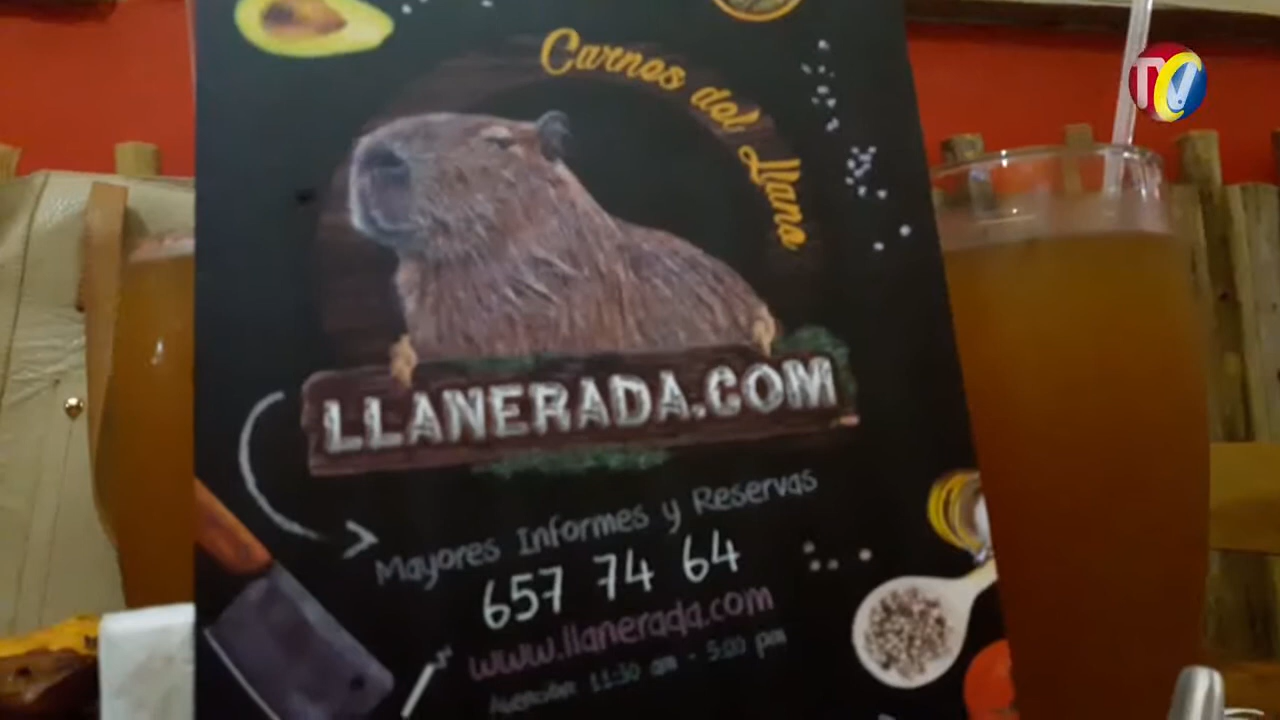 TV
Carnes del Llano
LLANERADA.COM
Mayores Informes y Reservas
657 74 64
www.llanerada.com
Atención 11:30 am - 5:00 pm